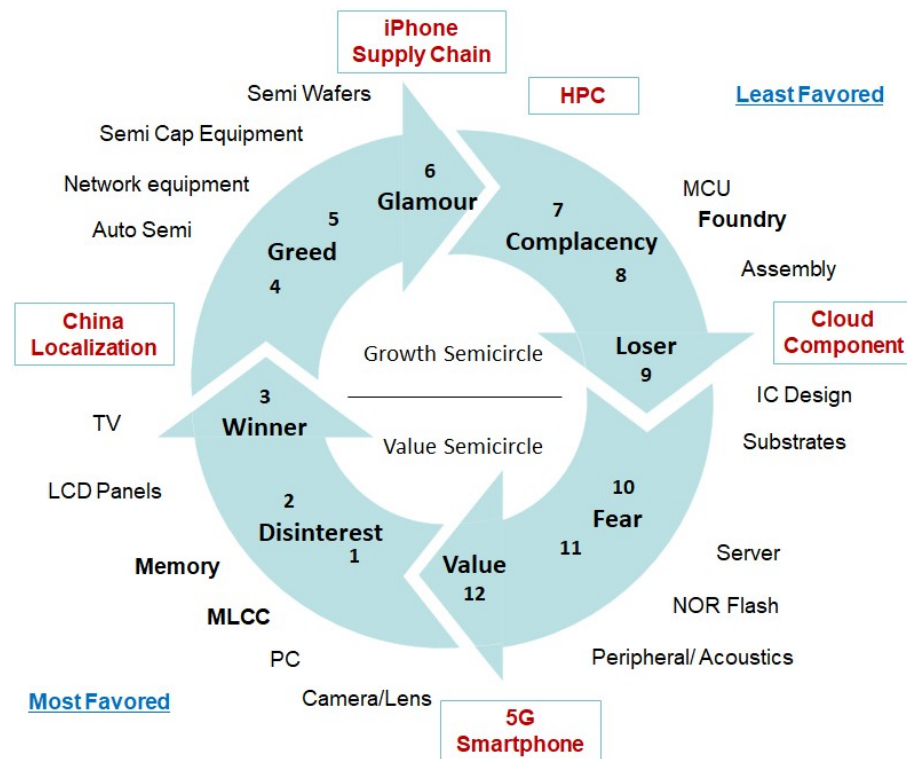 iPhone
Supply Chain
Semi Wafers
HPC
Least Favored
Semi Cap Equipment
Network equipment
Auto Semi
6
Glamour
5
Greed
4
7
Complacency
8
MCU
Foundry
Assembly
China
Localization
Growth Semicircle
Loser
9
Cloud
Component
3
Winner
Value Semicircle
IC Design
Substrates
TV
LCD Panels
2
Disinterest
1
10
Fear
11
Value
12
Memory
MLCC
PC
Camera/Lens
Server
NOR Flash
Peripheral/ Acoustics
Most Favored
5G
Smartphone